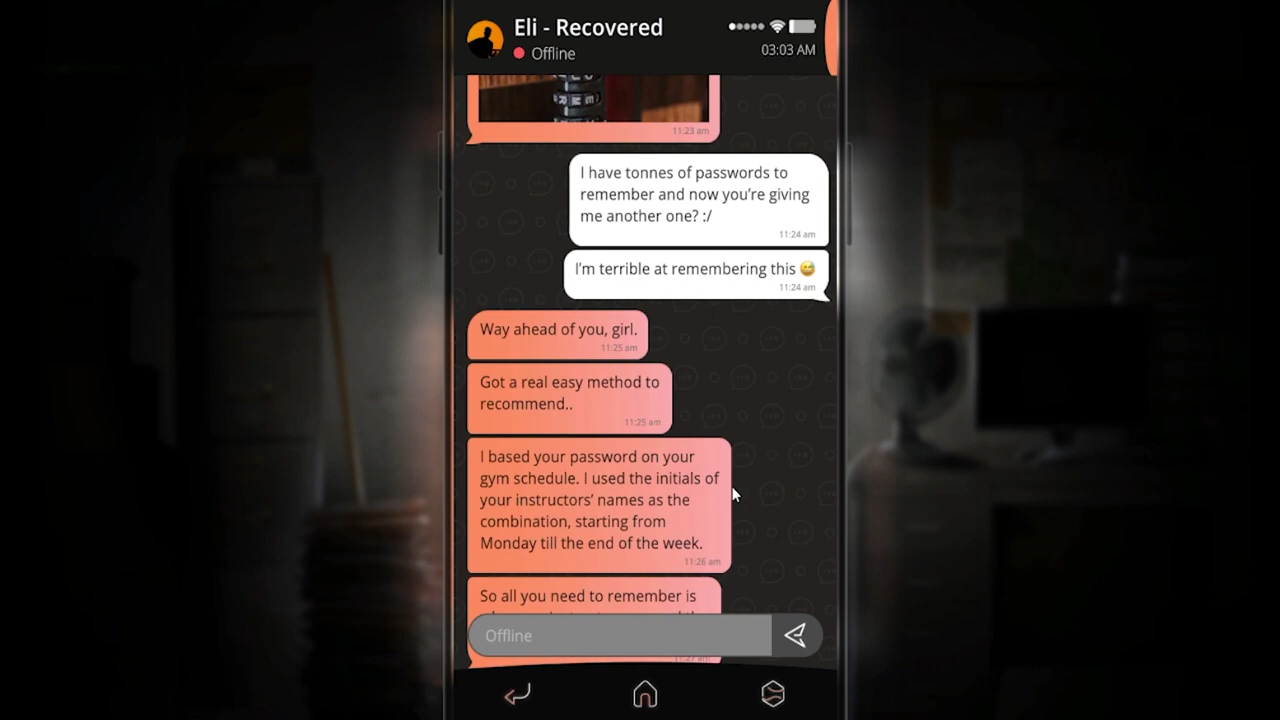 Eli - Recovered
Offline
03:03 AM
11:23 am
I have tonnes of passwords to
remember and now you're giving
me another one? :/
11:24 am
I'm terrible at remembering this 😅
11:24 am
Way ahead of you, girl.
11:25 am
Got a real easy method to
recommend..
11:25 am
I based your password on your
gym schedule. I used the initials of
your instructors' names as the
combination, starting from
Monday till the end of the week.
11:26 am
So all you need to remember is
Offline
11:27 am